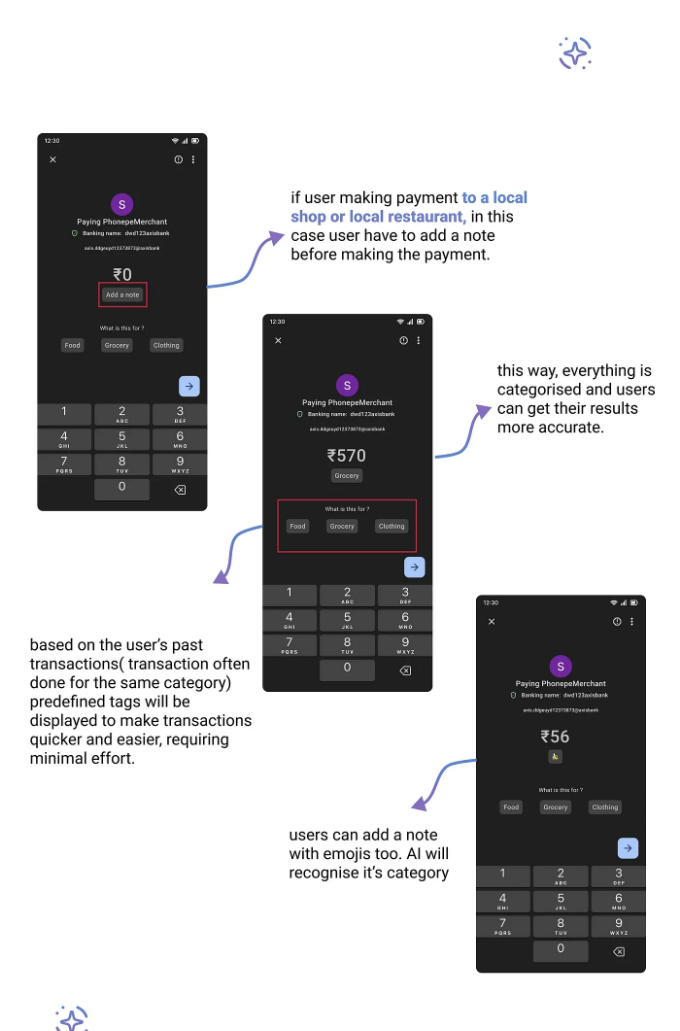 12:30
S
Paying PhonepeMerchant
Banking name: dwd123axisbank
₹0
Add a note
What is this for ?
Food Grocery Clothing
1 2 3
ABC DEF
4 5 6
GHI JKL MNO
7 8 9
PQRS TUV WXYZ
0
if user making payment to a local
shop or local restaurant, in this
case user have to add a note
before making the payment.
12:30
S
Paying PhonepeMerchant
Banking name: dwd123axisbank
₹570
Grocery
What is this for ?
Food Grocery Clothing
1 2 3
ABC DEF
4 5 6
GHI JKL MNO
7 8 9
PQRS TUV WXYZ
0
this way, everything is
categorised and users
can get their results
more accurate.
based on the user's past
transactions( transaction often
done for the same category)
predefined tags will be
displayed to make transactions
quicker and easier, requiring
minimal effort.
12:30
S
Paying PhonepeMerchant
Banking name: dwd123axisbank
₹56
What is this for ?
Food Grocery Clothing
1 2 3
ABC DEF
4 5 6
GHI JKL MNO
7 8 9
PQRS TUV WXYZ
0
users can add a note
with emojis too. AI will
recognise it's category